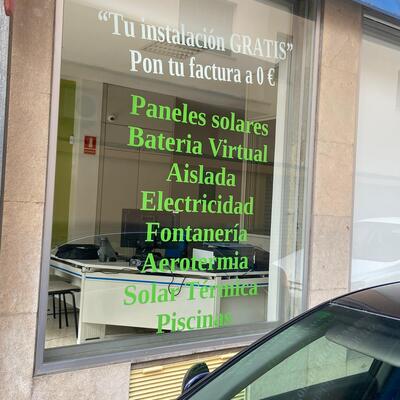 “Tu instalación GRATIS”
Pon tu factura a 0 €
Paneles solares
Bateria Virtual
Aislada
Electricidad
Fontanería
Aerotermia
Solar Térmica
Piscinas